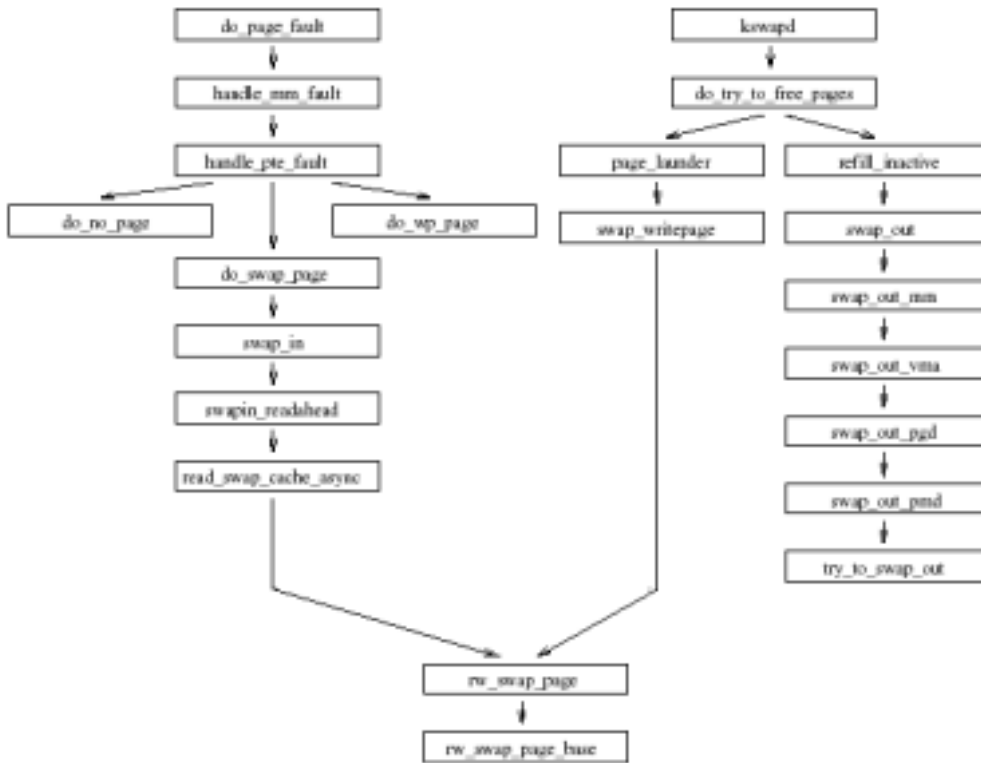 do_page_fault
kswapd
handle_mm_fault
do_try_to_free_pages
handle_pte_fault
page_launder
refill_inactive
do_no_page
do_wp_page
swap_writepage
swap_out
do_swap_page
swap_out_mm
swap_in
swap_out_vma
swapin_readahead
swap_out_pgd
read_swap_cache_async
swap_out_pmd
try_to_swap_out
rw_swap_page
rw_swap_page_base